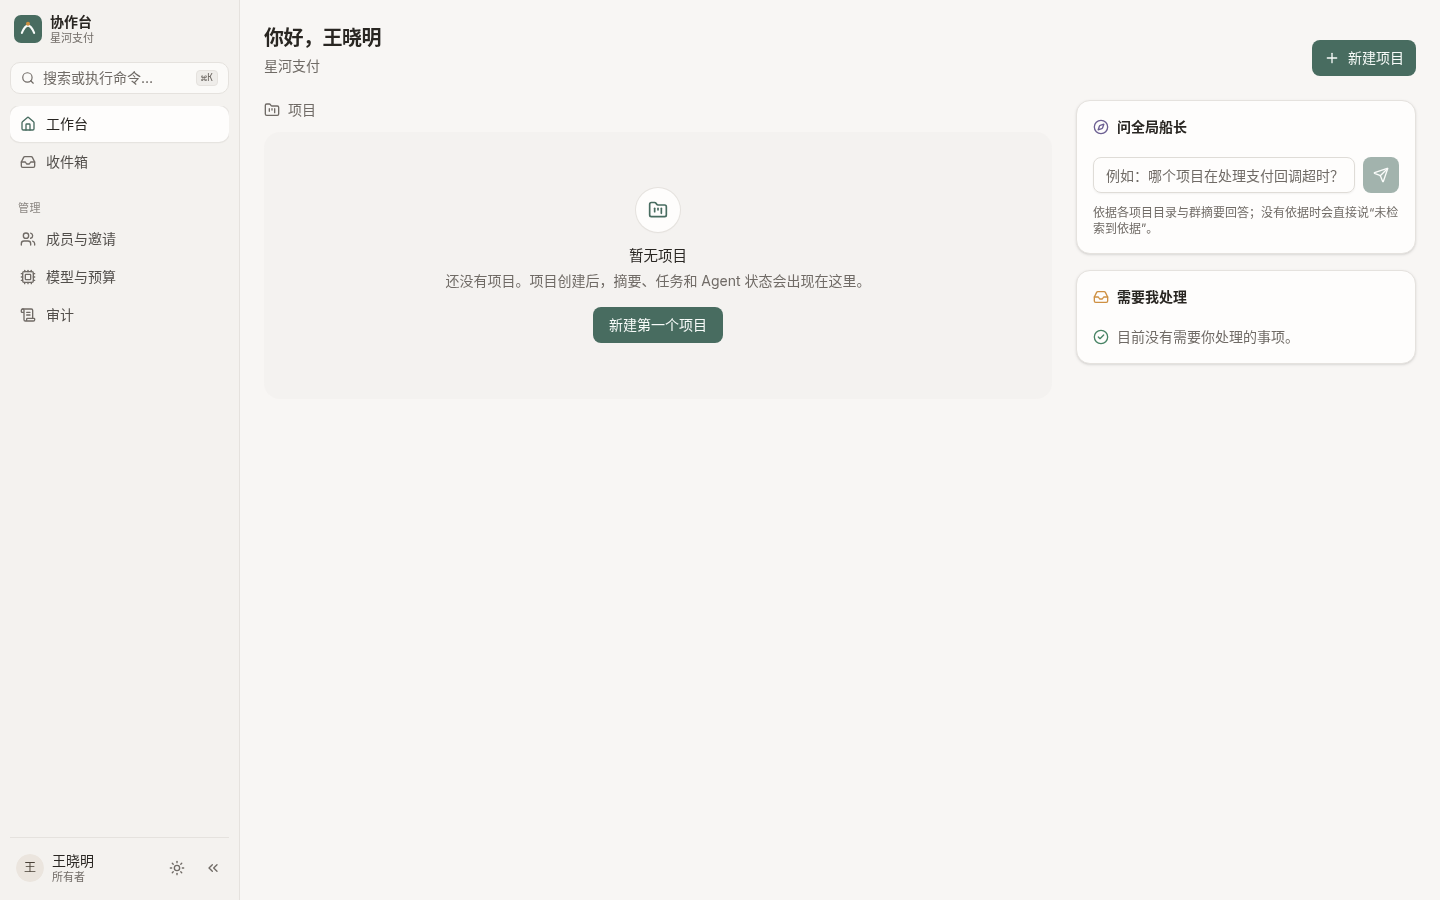 协作台
星河支付
搜索或执行命令...
⌘K
工作台
收件箱
管理
成员与邀请
模型与预算
审计
王
王晓明
所有者
你好，王晓明
星河支付
新建项目
项目
暂无项目
还没有项目。项目创建后，摘要、任务和 Agent 状态会出现在这里。
新建第一个项目
问全局船长
例如：哪个项目在处理支付回调超时？
依据各项目目录与群摘要回答；没有依据时会直接说“未检
索到依据”。
需要我处理
目前没有需要你处理的事项。